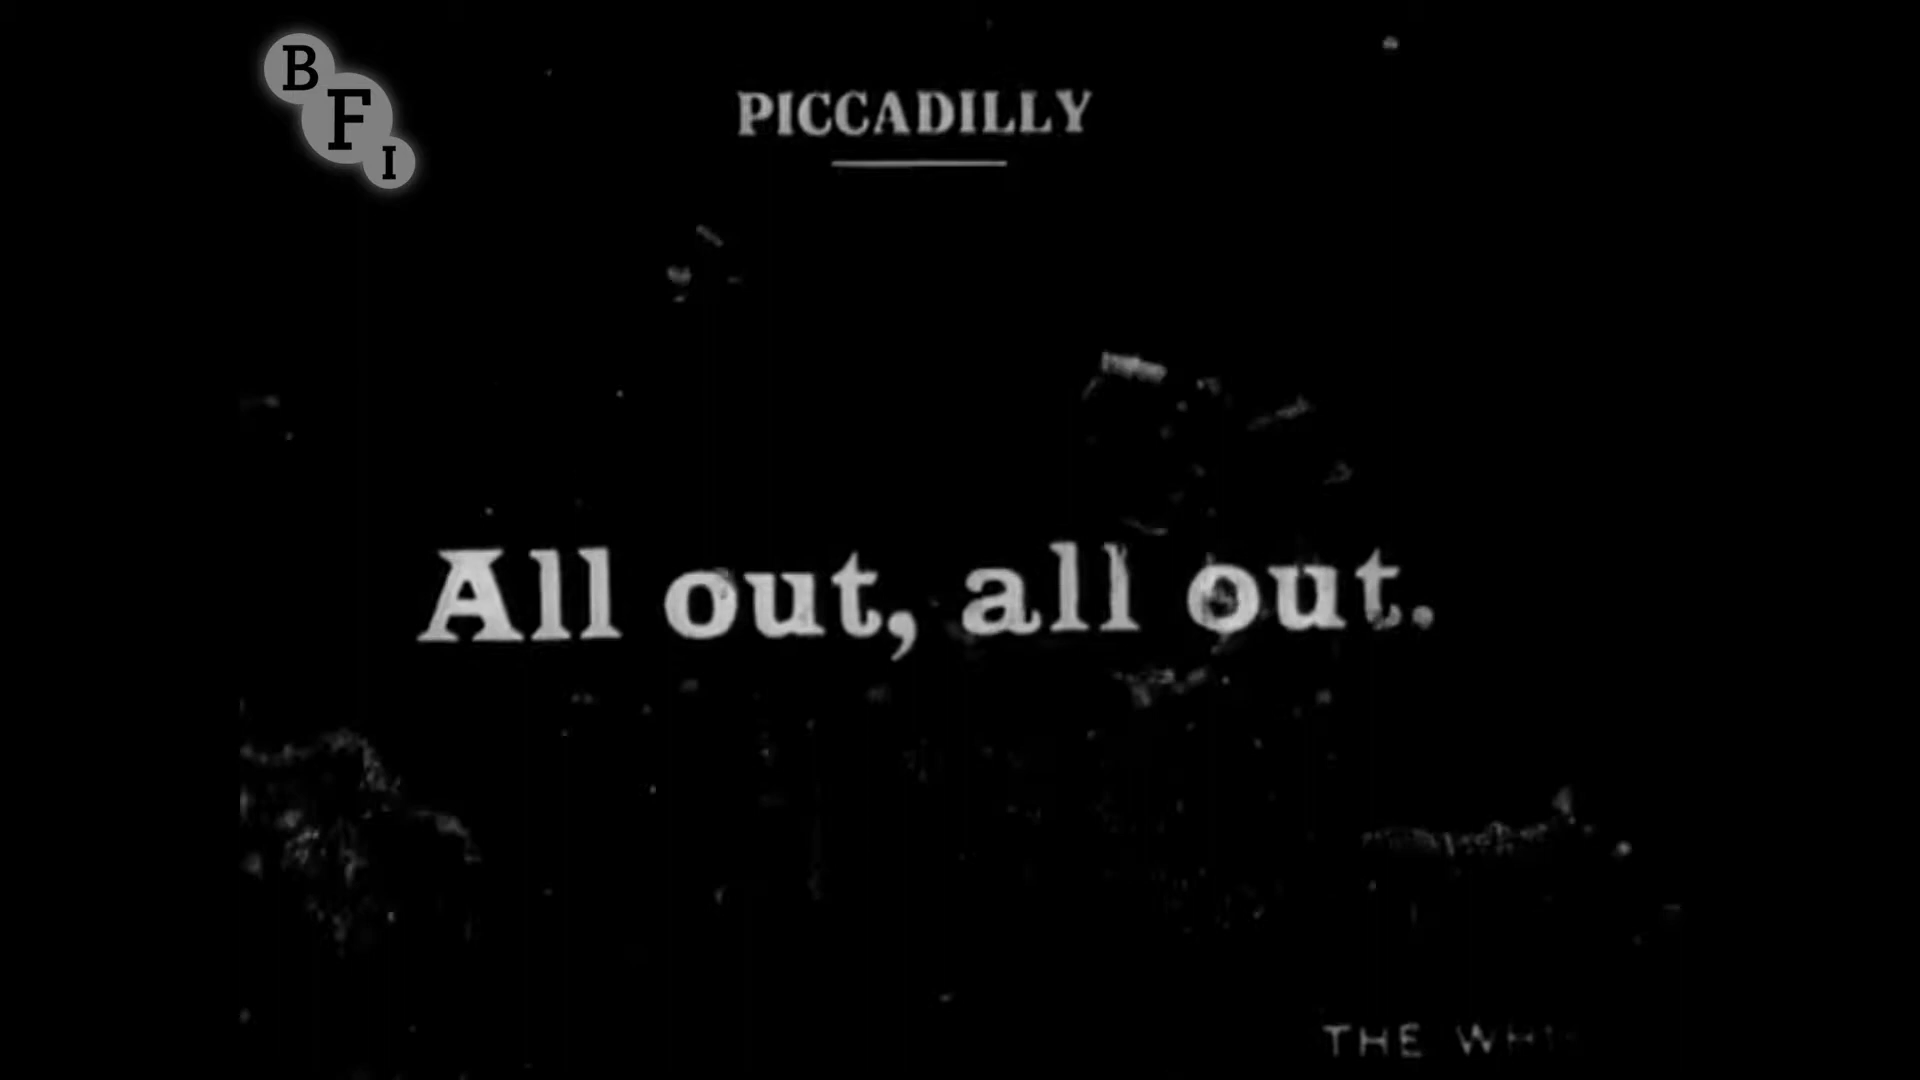 BFI
PICCADILLY
All out, all out.
THE